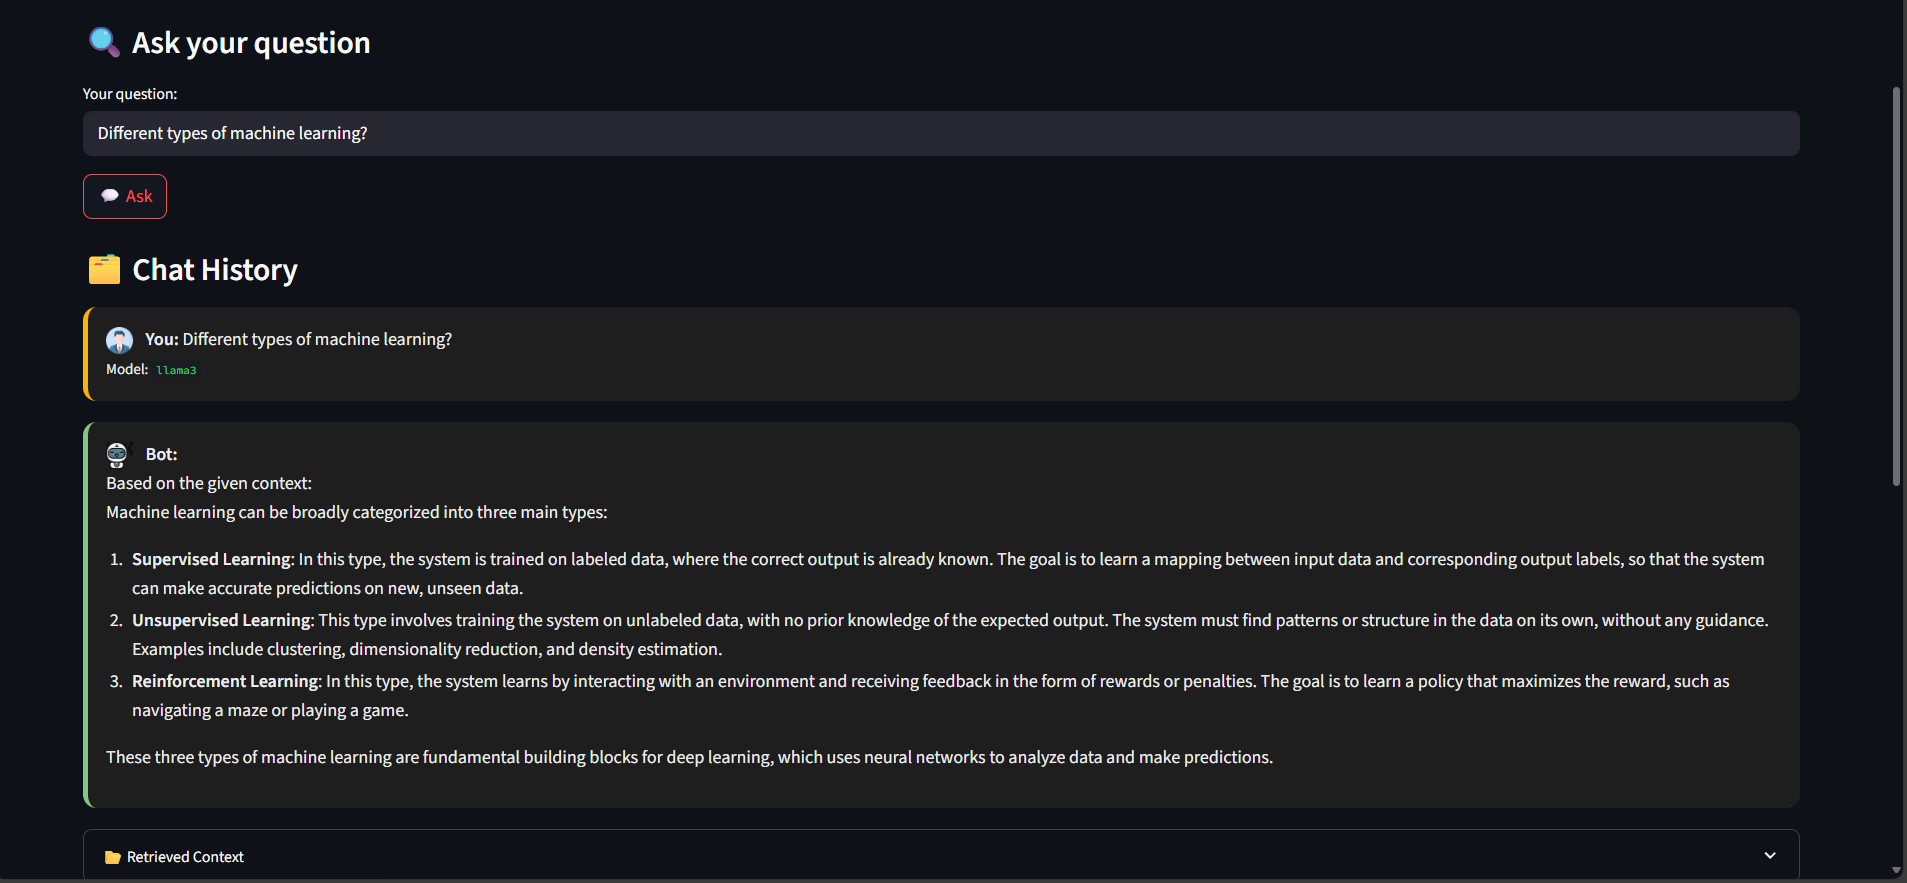 Ask your question
Your question:
Different types of machine learning?
Ask
Chat History
You: Different types of machine learning?
Model: llama3
Bot:
Based on the given context:
Machine learning can be broadly categorized into three main types:
1. Supervised Learning: In this type, the system is trained on labeled data, where the correct output is already known. The goal is to learn a mapping between input data and corresponding output labels, so that the system
can make accurate predictions on new, unseen data.
2. Unsupervised Learning: This type involves training the system on unlabeled data, with no prior knowledge of the expected output. The system must find patterns or structure in the data on its own, without any guidance.
Examples include clustering, dimensionality reduction, and density estimation.
3. Reinforcement Learning: In this type, the system learns by interacting with an environment and receiving feedback in the form of rewards or penalties. The goal is to learn a policy that maximizes the reward, such as
navigating a maze or playing a game.
These three types of machine learning are fundamental building blocks for deep learning, which uses neural networks to analyze data and make predictions.
Retrieved Context